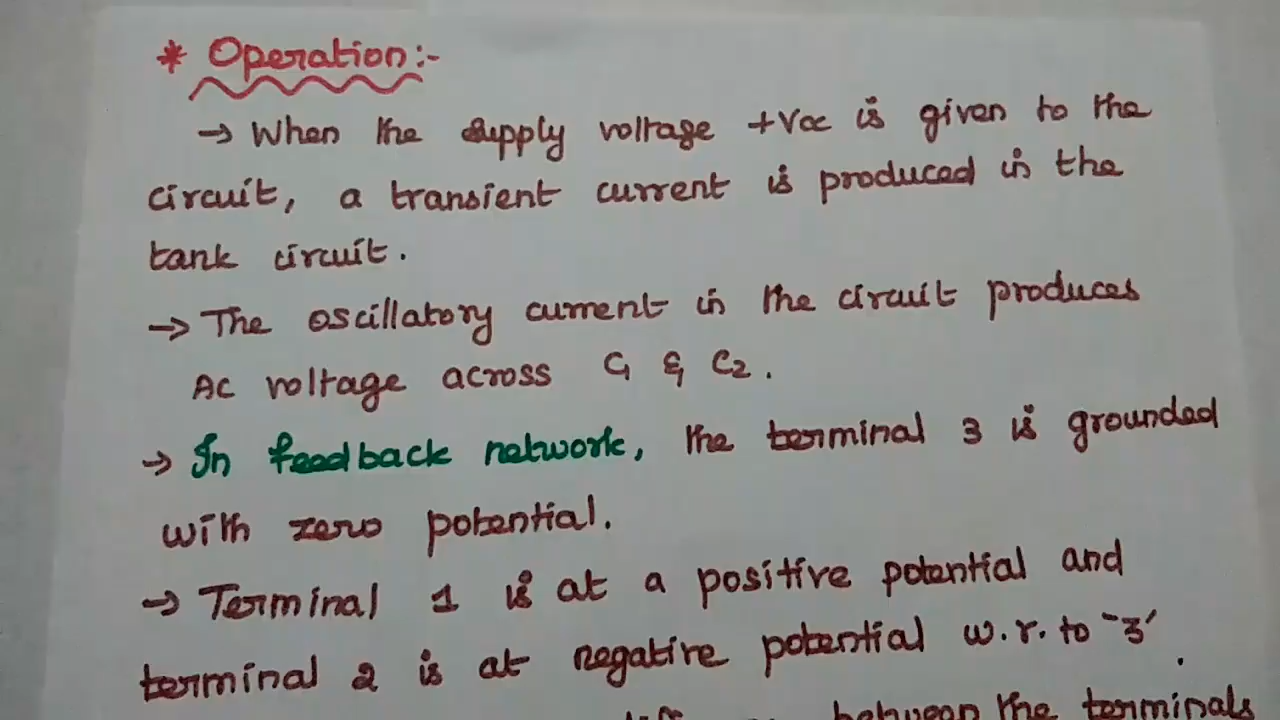 * Operation:-
→ When the supply voltage +Vcc is given to the
circuit, a transient current is produced in the
tank circuit.
→ The oscillatory current in the circuit produces
AC voltage across C1 & C2.
→ In feedback network, the terminal 3 is grounded
with zero potential.
→ Terminal 1 is at a positive potential and
terminal 2 is at negative potential w.r. to '3'.
between the terminals